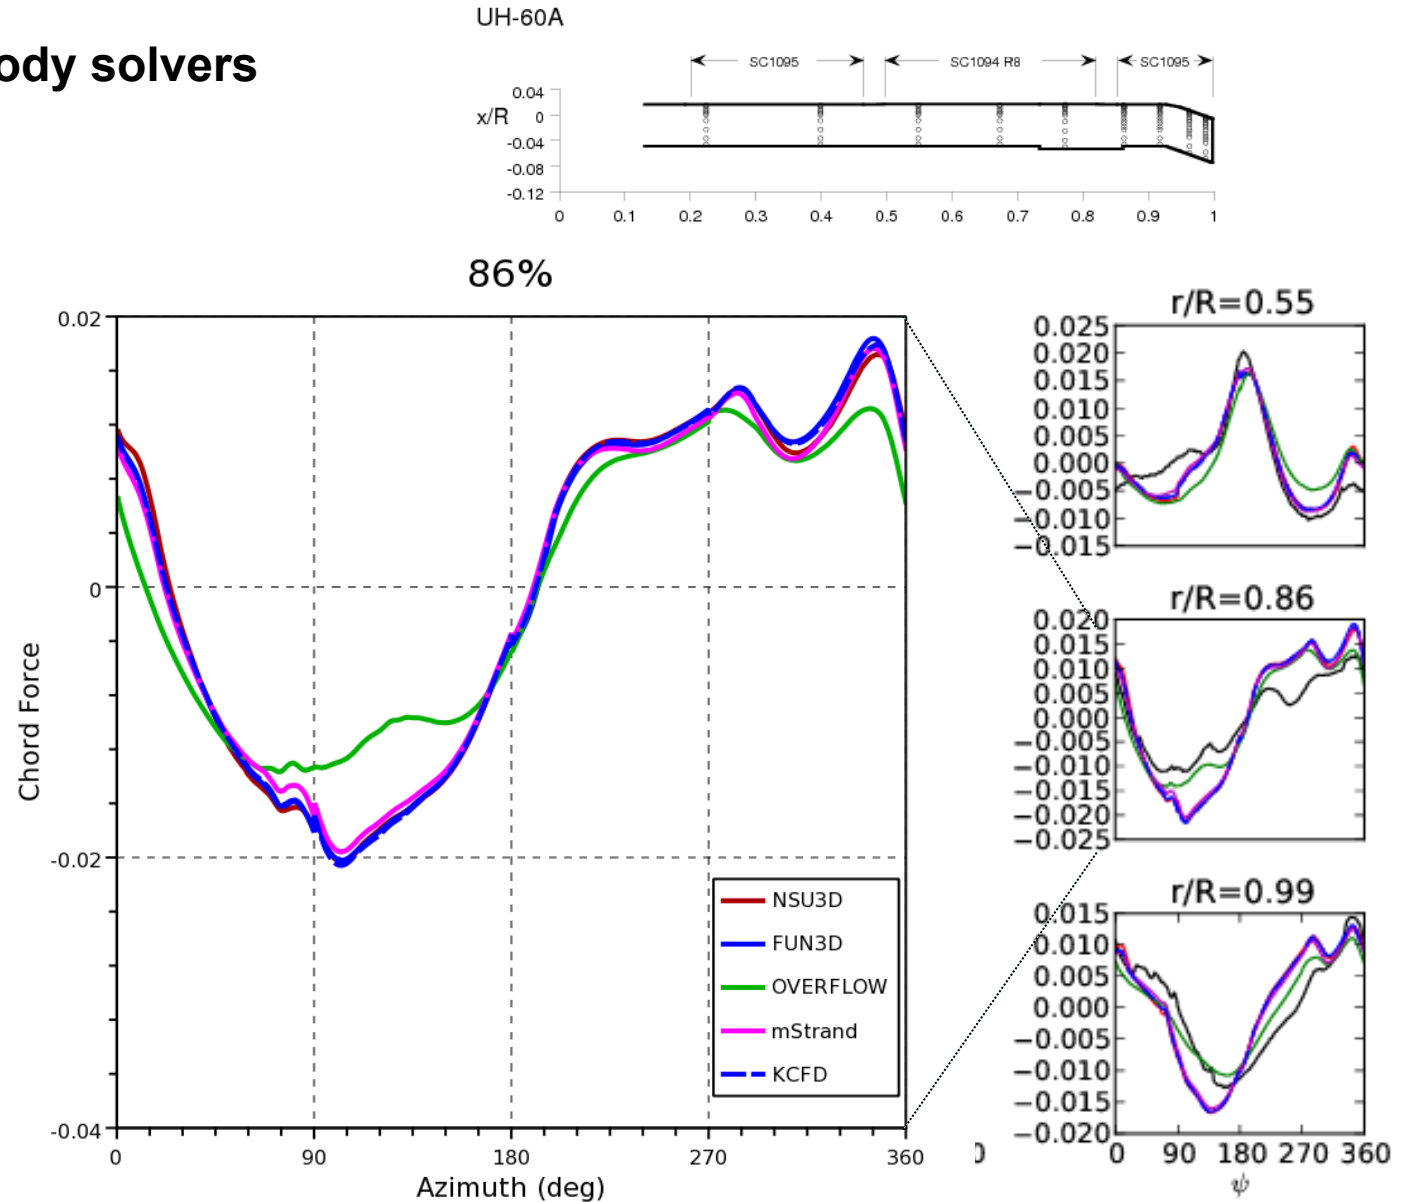 UH-60A
ody solvers
SC1095
SC1094 R8
SC1095
0.04
x/R
0
-0.04
-0.08
-0.12
0 0.1 0.2 0.3 0.4 0.5 0.6 0.7 0.8 0.9 1
86%
0.02
0
-0.02
-0.04
Chord Force
NSU3D
FUN3D
OVERFLOW
mStrand
KCFD
0 90 180 270 360
Azimuth (deg)
r/R=0.55
0.025
0.020
0.015
0.010
0.005
0.000
−0.005
−0.010
−0.015
r/R=0.86
0.020
0.015
0.010
0.005
0.000
−0.005
−0.010
−0.015
−0.020
−0.025
r/R=0.99
0.015
0.010
0.005
0.000
−0.005
−0.010
−0.015
−0.020
0 0 90 180 270 360
ψ